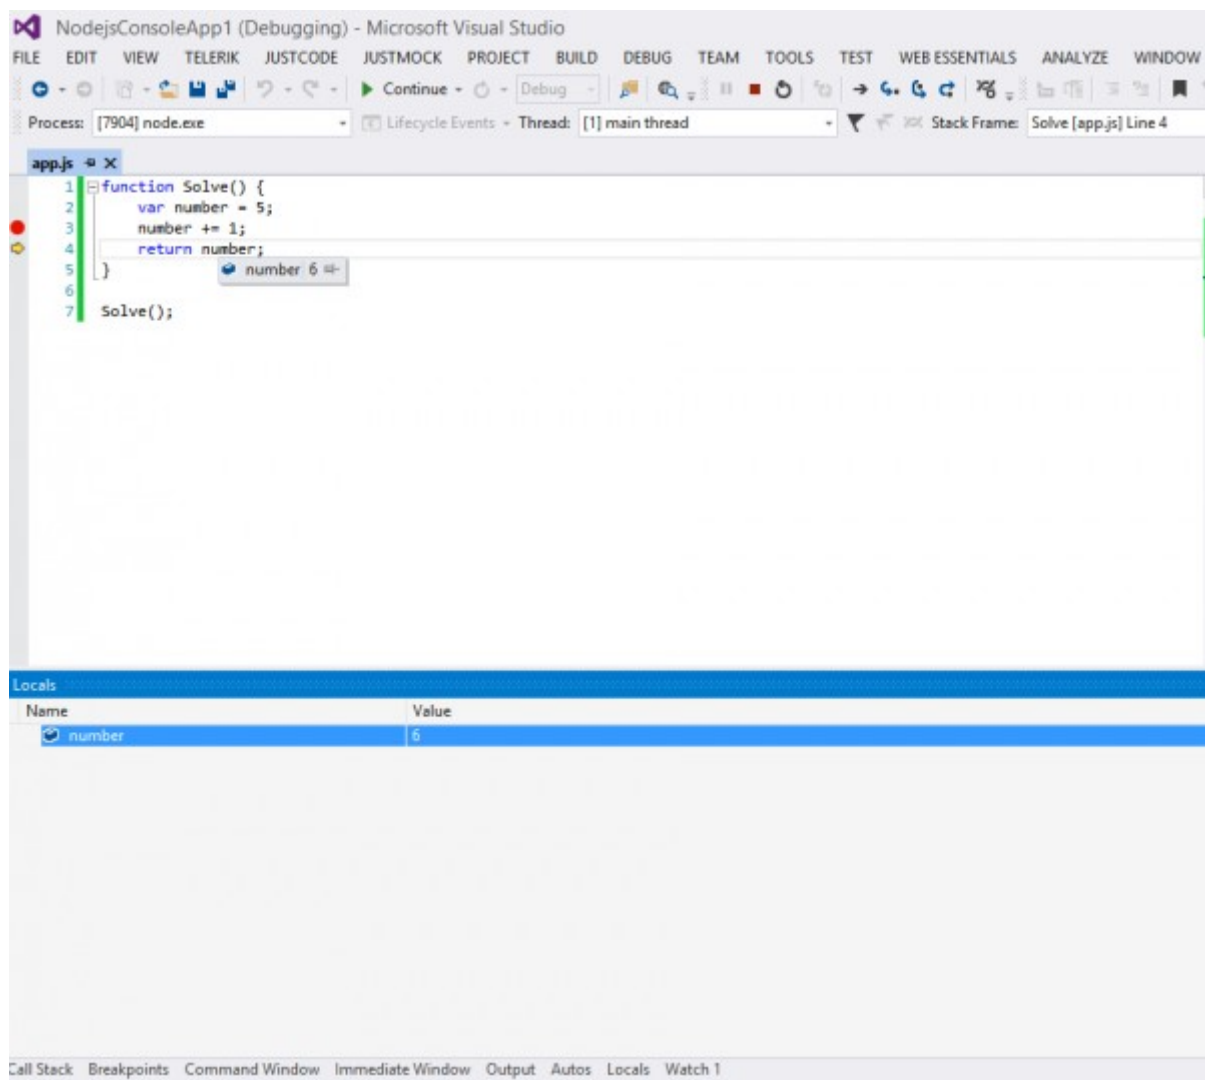 NodejsConsoleApp1 (Debugging) - Microsoft Visual Studio
FILE EDIT VIEW TELERIK JUSTCODE JUSTMOCK PROJECT BUILD DEBUG TEAM TOOLS TEST WEB ESSENTIALS ANALYZE WINDOW
Continue Debug
Process: [7904] node.exe Lifecycle Events Thread: [1] main thread Stack Frame: Solve [app.js] Line 4
app.js
1 function Solve() {
2 var number = 5;
3 number += 1;
4 return number;
5 }
number 6
6
7 Solve();
Locals
Name Value
number 6
Call Stack Breakpoints Command Window Immediate Window Output Autos Locals Watch 1